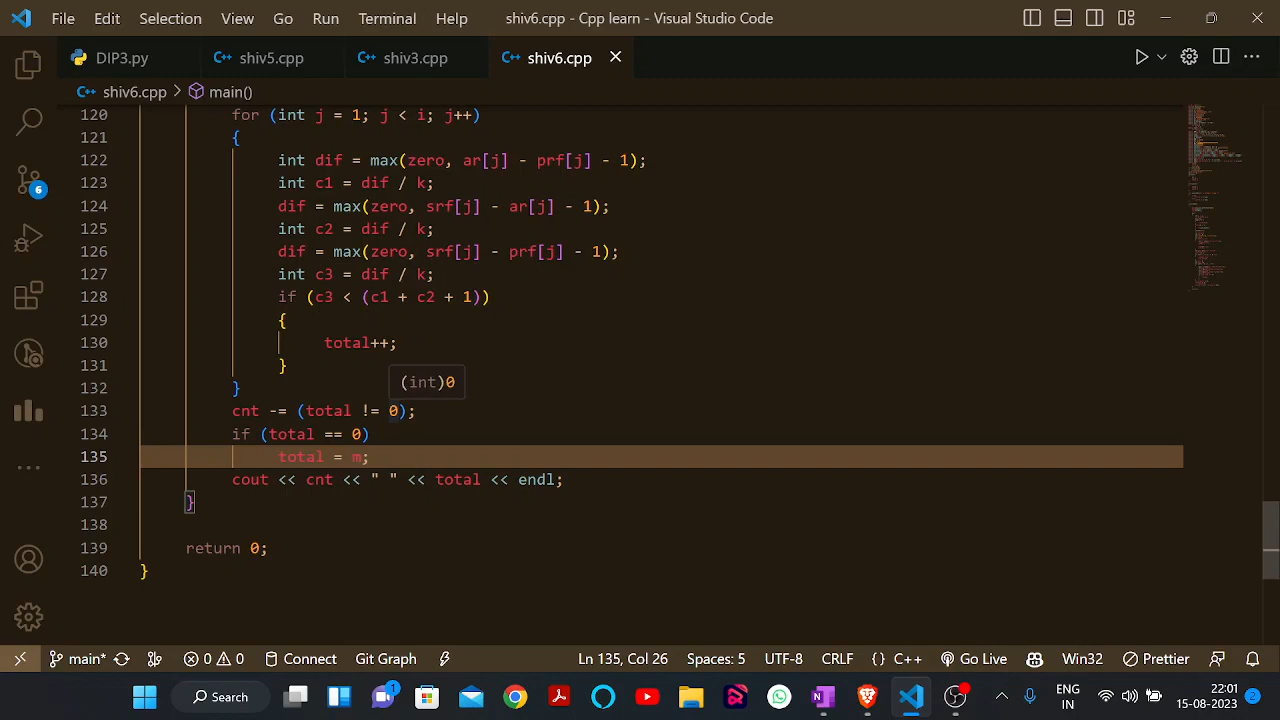 File Edit Selection View Go Run Terminal Help shiv6.cpp - Cpp learn - Visual Studio Code
DIP3.py C++ shiv5.cpp C++ shiv3.cpp C++ shiv6.cpp
C++ shiv6.cpp > main()
120 for (int j = 1; j < i; j++)
121 {
122 int dif = max(zero, ar[j] - prf[j] - 1);
123 int c1 = dif / k;
124 dif = max(zero, srf[j] - ar[j] - 1);
125 int c2 = dif / k;
126 dif = max(zero, srf[j] - prf[j] - 1);
127 int c3 = dif / k;
128 if (c3 < (c1 + c2 + 1))
129 {
130 total++;
131 }
132 }
(int)0
133 cnt -= (total != 0);
134 if (total == 0)
135 total = m;
136 cout << cnt << " " << total << endl;
137 }
138
139 return 0;
140 }
6
main* 0 0 Connect Git Graph Ln 135, Col 26 Spaces: 5 UTF-8 CRLF {} C++ Go Live Win32 Prettier
Search 1 ENG IN 22:01 15-08-2023 2